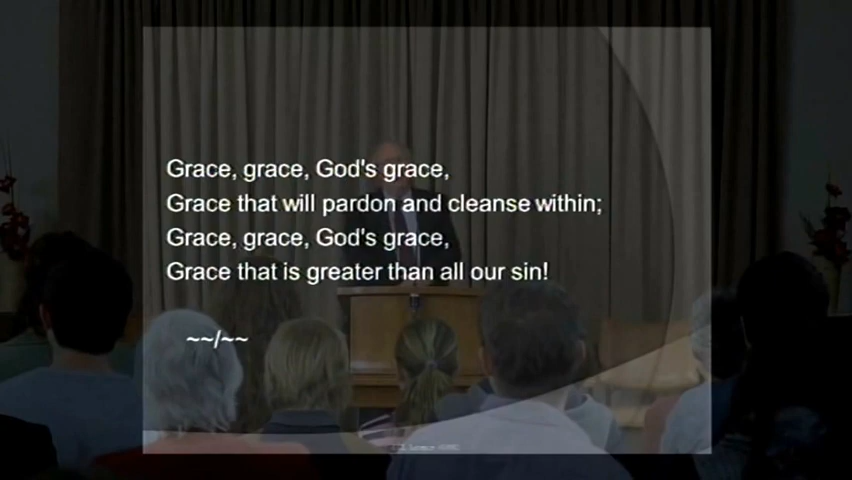 Grace, grace, God's grace,
Grace that will pardon and cleanse within;
Grace, grace, God's grace,
Grace that is greater than all our sin!
~~/~~